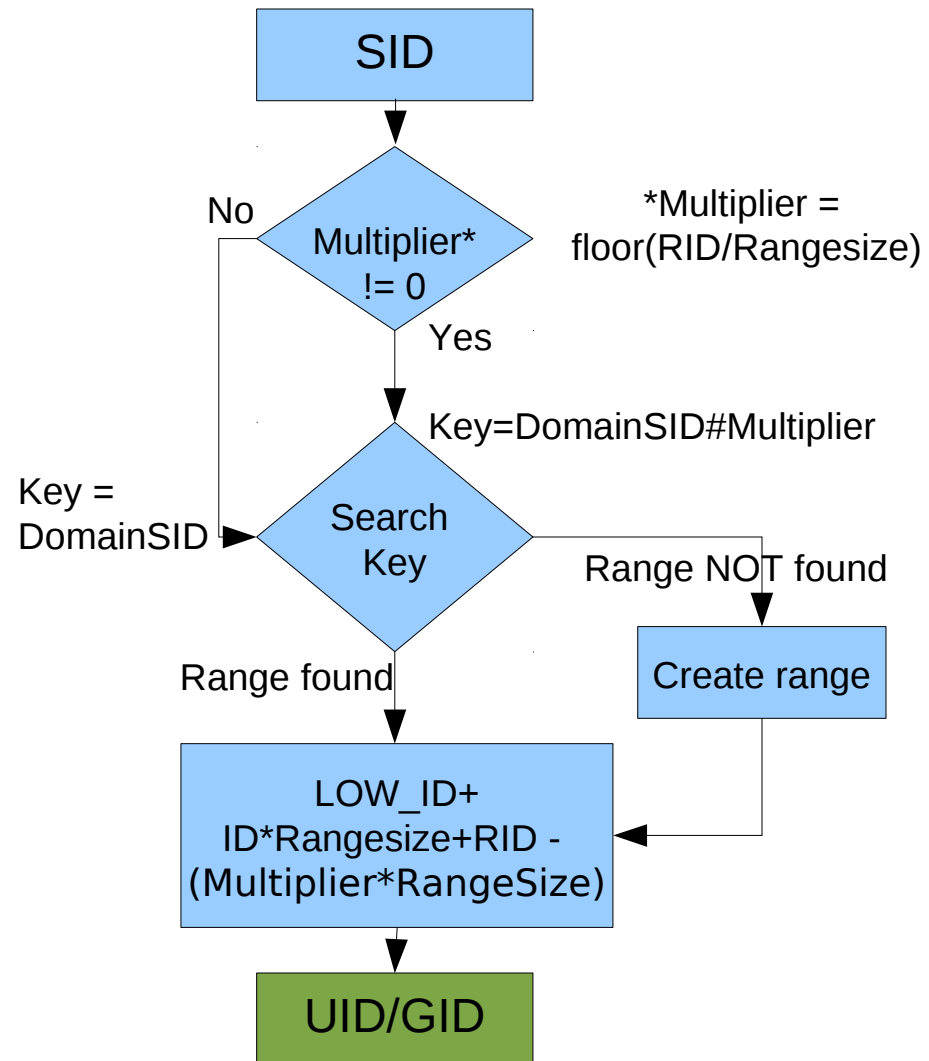 SID
No
Multiplier*
!= 0
*Multiplier =
floor(RID/Rangesize)
Yes
Key=DomainSID#Multiplier
Key =
DomainSID
Search
Key
Range NOT found
Range found
Create range
LOW_ID+
ID*Rangesize+RID -
(Multiplier*RangeSize)
UID/GID